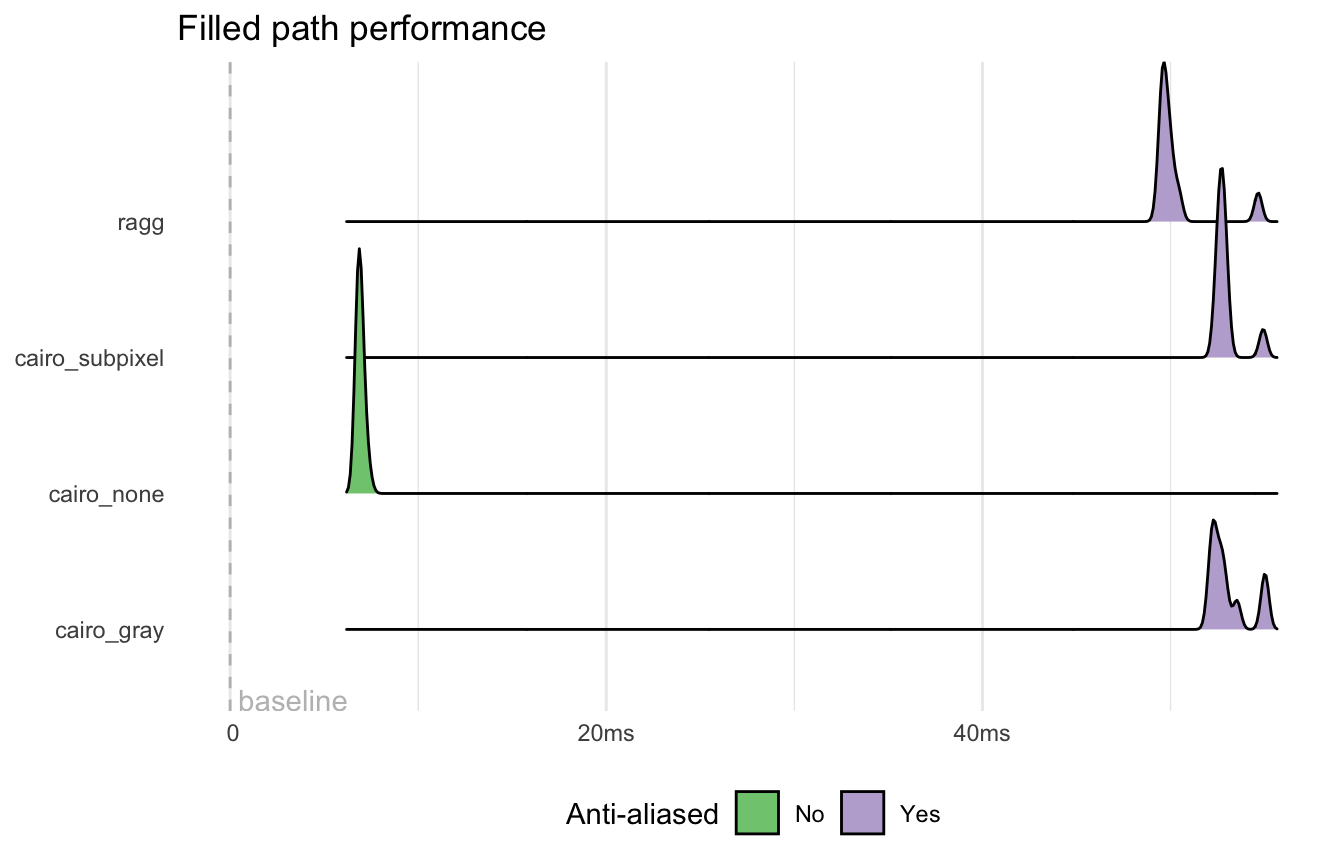 Filled path performance
ragg
cairo_subpixel
cairo_none
cairo_gray
baseline
0 20ms 40ms
Anti-aliased No Yes